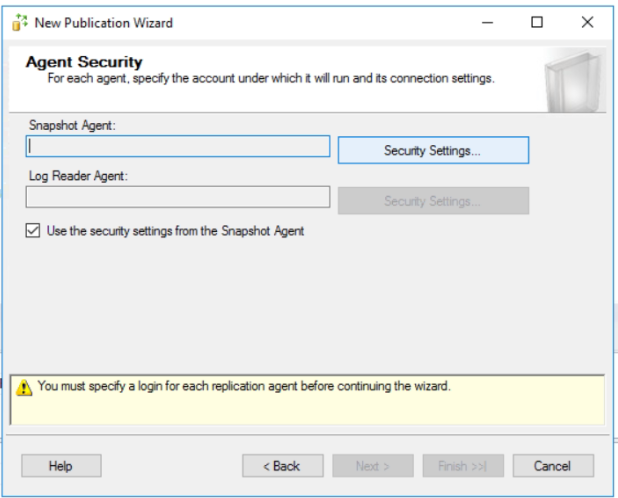 New Publication Wizard
Agent Security
For each agent, specify the account under which it will run and its connection settings.
Snapshot Agent:
Security Settings...
Log Reader Agent:
Security Settings...
Use the security settings from the Snapshot Agent
You must specify a login for each replication agent before continuing the wizard.
Help
< Back
Next >
Finish >>|
Cancel